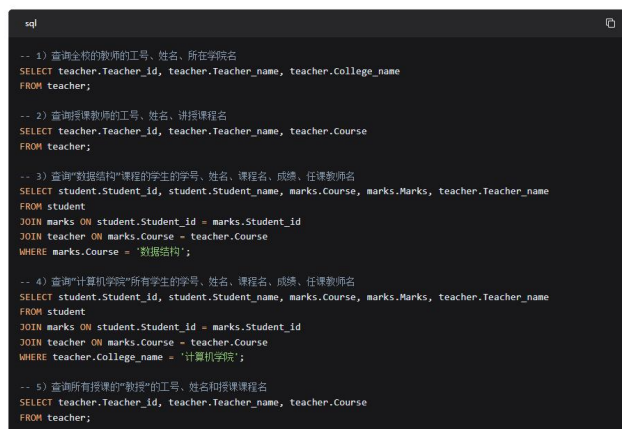 sql
-- 1) 查询全校的教师的工号、姓名、所在学院名
SELECT teacher.Teacher_id, teacher.Teacher_name, teacher.College_name
FROM teacher;
-- 2) 查询授课教师的工号、姓名、讲授课程名
SELECT teacher.Teacher_id, teacher.Teacher_name, teacher.Course
FROM teacher;
-- 3) 查询“数据结构”课程的学生的学号、姓名、课程名、成绩、任课教师名
SELECT student.Student_id, student.Student_name, marks.Course, marks.Marks, teacher.Teacher_name
FROM student
JOIN marks ON student.Student_id = marks.Student_id
JOIN teacher ON marks.Course = teacher.Course
WHERE marks.Course = '数据结构';
-- 4) 查询“计算机学院”所有学生的学号、姓名、课程名、成绩、任课教师名
SELECT student.Student_id, student.Student_name, marks.Course, marks.Marks, teacher.Teacher_name
FROM student
JOIN marks ON student.Student_id = marks.Student_id
JOIN teacher ON marks.Course = teacher.Course
WHERE teacher.College_name = '计算机学院';
-- 5) 查询所有授课的“教授”的工号、姓名和授课课程名
SELECT teacher.Teacher_id, teacher.Teacher_name, teacher.Course
FROM teacher;